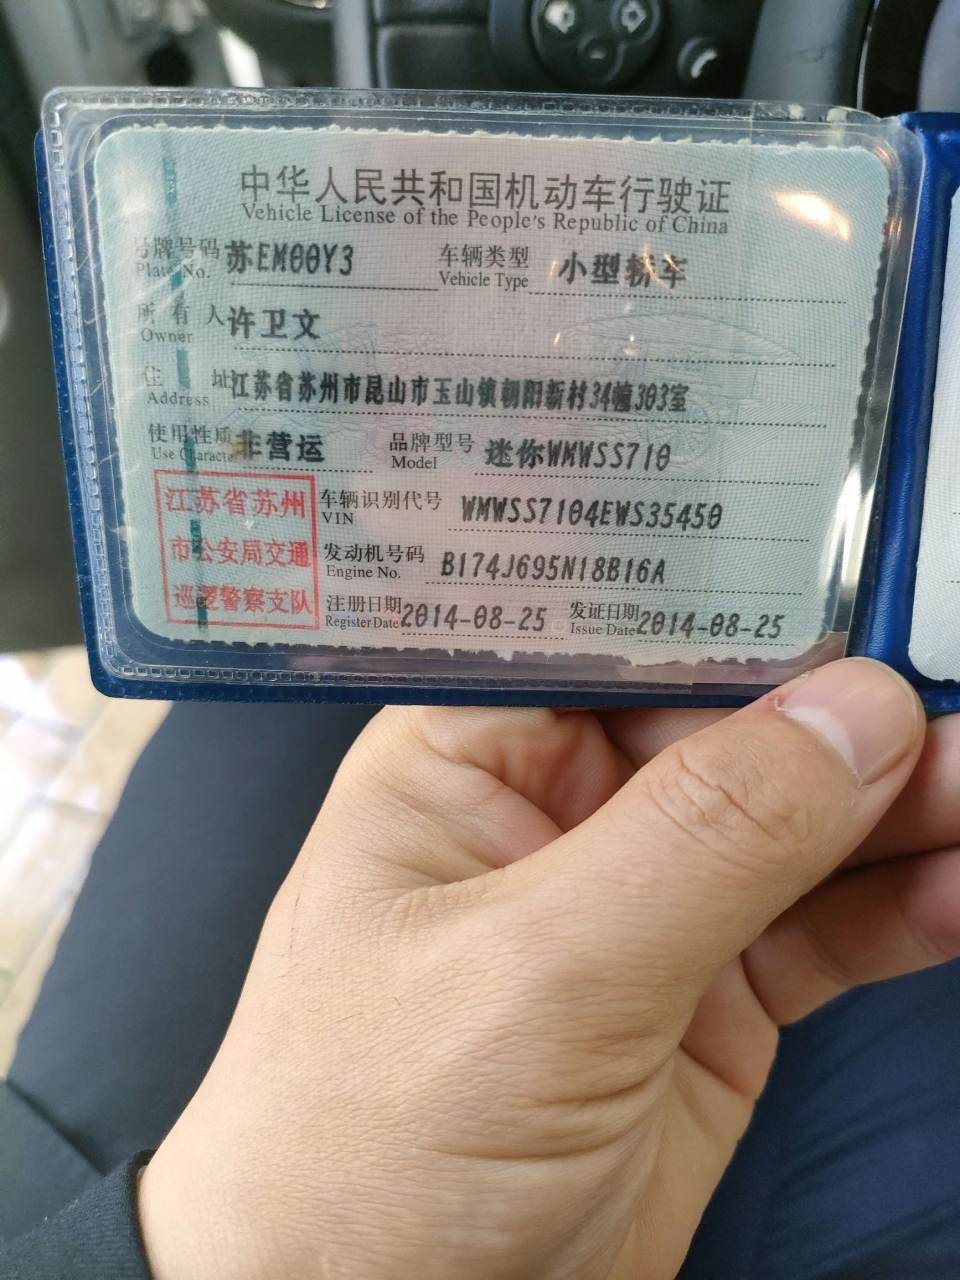 中华人民共和国机动车行驶证
Vehicle License of the People's Republic of China
号牌号码 苏EM00Y3 车辆类型 小型轿车
Plate No. Vehicle Type
所有人 许卫文
Owner
住址 江苏省苏州市昆山市玉山镇朝阳新村34幢303室
Address
使用性质 非营运 品牌型号 迷你WMWSS710
Use Character Model
江苏省苏州 车辆识别代号 WMWSS7104EWS35450
VIN
市公安局交通 发动机号码 B174J695N18B16A
Engine No.
巡逻警察支队 注册日期 2014-08-25 发证日期 2014-08-25
Register Date Issue Date